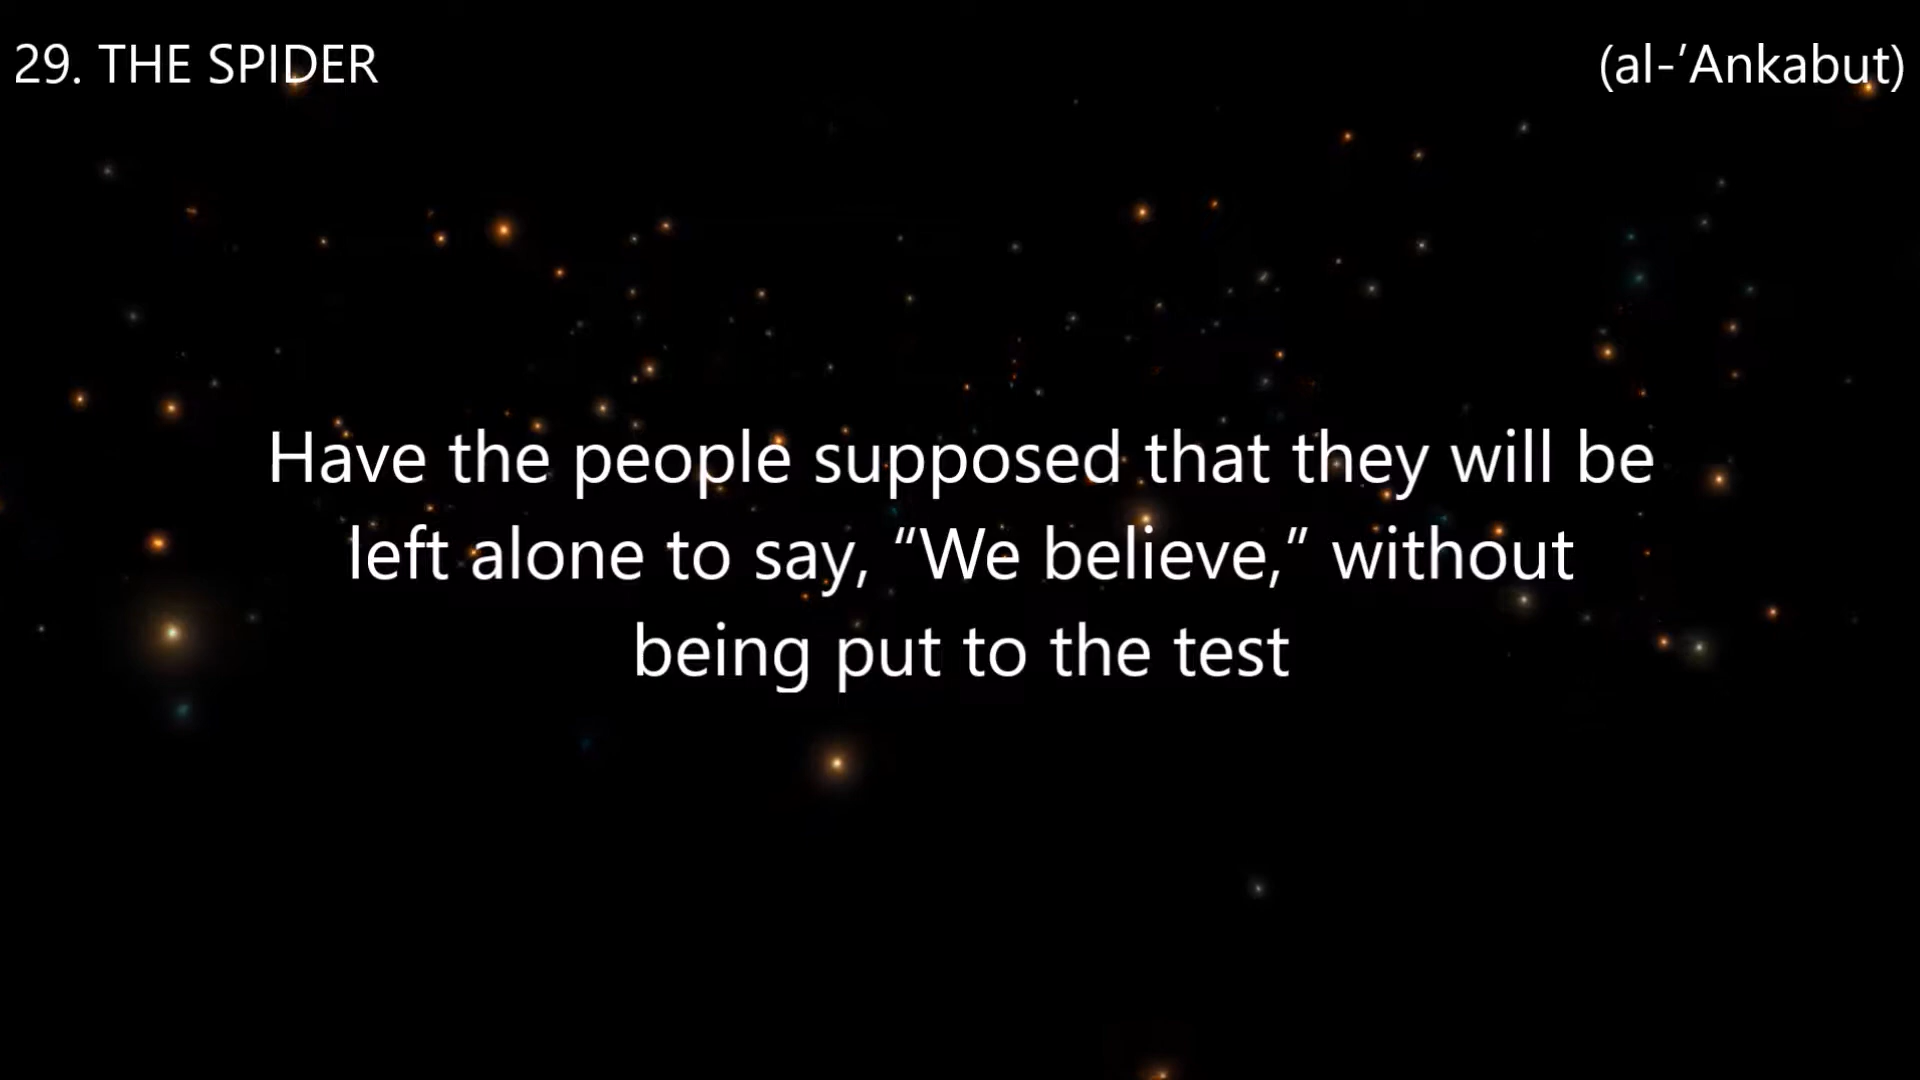 29. THE SPIDER
(al-’Ankabut)
Have the people supposed that they will be
left alone to say, “We believe,” without
being put to the test